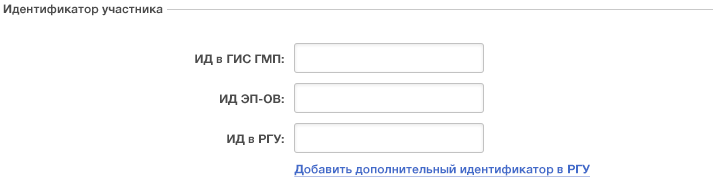 Идентификатор участника
ИД в ГИС ГМП:
ИД ЭП-ОВ:
ИД в РГУ:
Добавить дополнительный идентификатор в РГУ